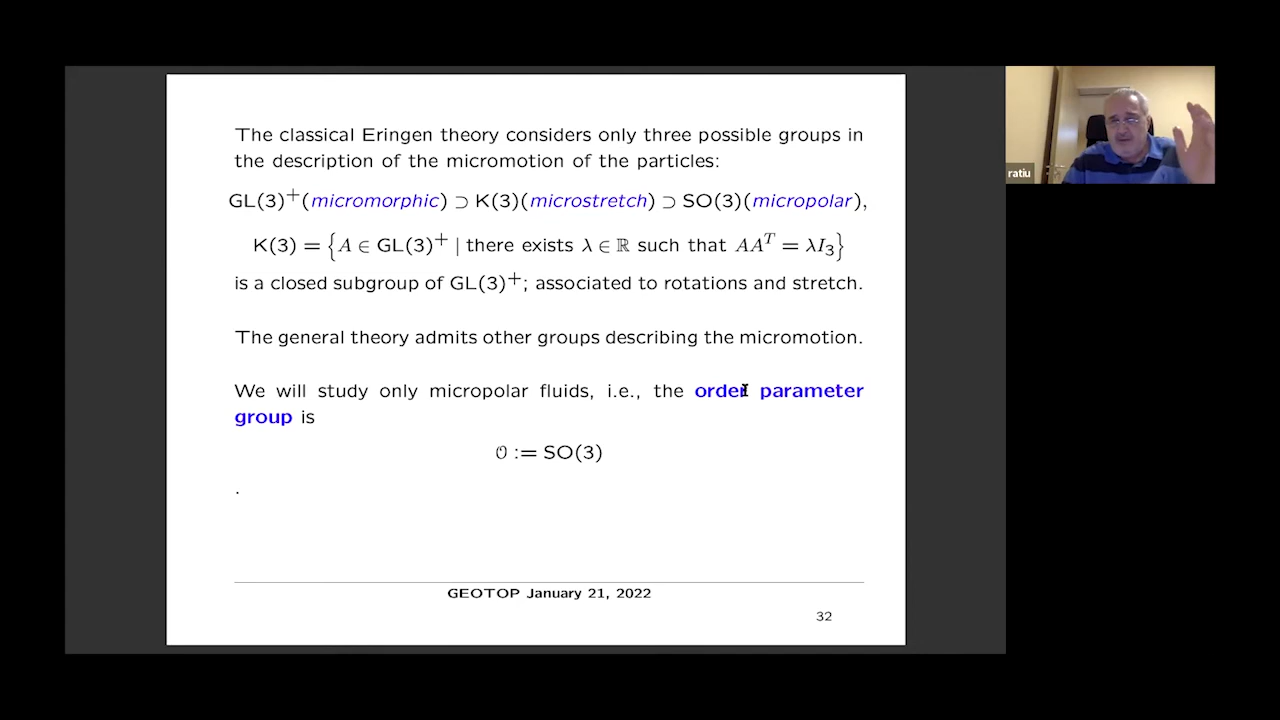 The classical Eringen theory considers only three possible groups in
the description of the micromotion of the particles:
GL(3)⁺(micromorphic) ⊃ K(3)(microstretch) ⊃ SO(3)(micropolar),
K(3) = {A ∈ GL(3)⁺ | there exists λ ∈ ℝ such that AAᵀ = λI₃}
is a closed subgroup of GL(3)⁺; associated to rotations and stretch.
The general theory admits other groups describing the micromotion.
We will study only micropolar fluids, i.e., the order parameter
group is
𝒪 := SO(3)
.
GEOTOP January 21, 2022
32
ratiu